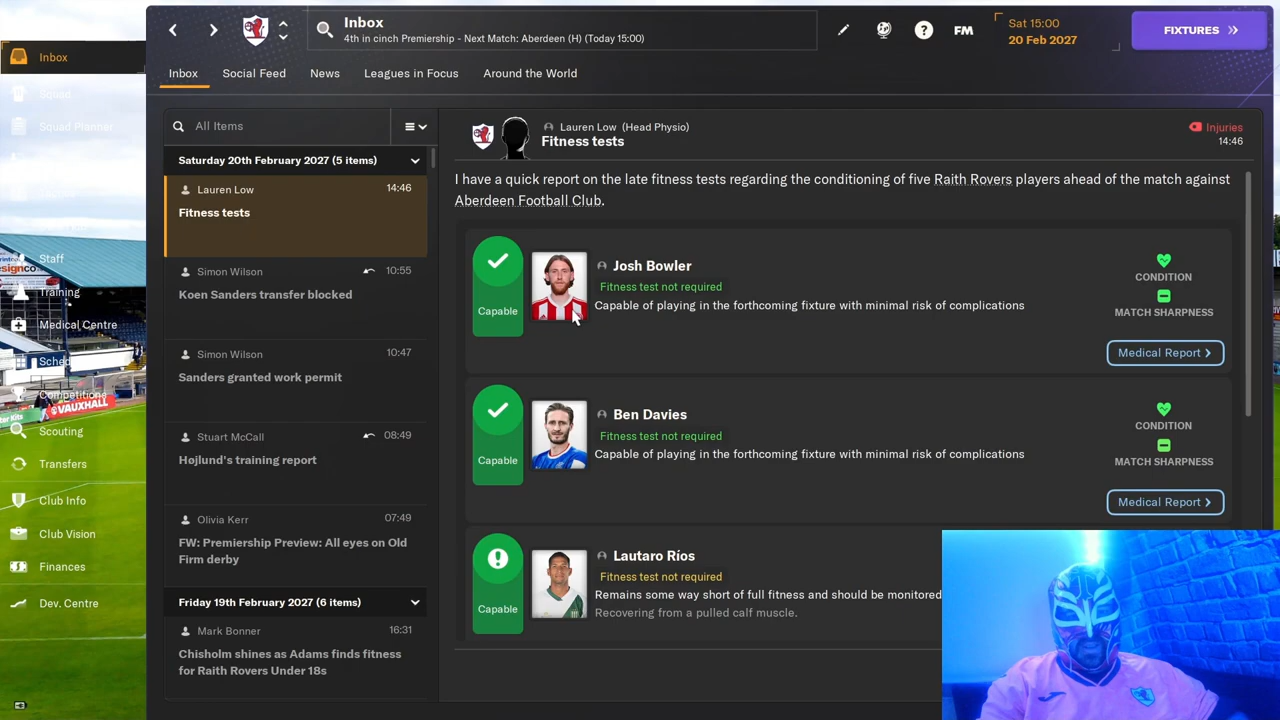 Inbox
4th in cinch Premiership - Next Match: Aberdeen (H) (Today 15:00)
FM
Sat 15:00
20 Feb 2027
FIXTURES
Inbox
Social Feed
News
Leagues in Focus
Around the World
Inbox
Squad
Squad Planner
Staff
Training
Medical Centre
Sched
Competitions
Scouting
Transfers
Club Info
Club Vision
Finances
Dev. Centre
ter Kits
VAUXHALL
All Items
Saturday 20th February 2027 (5 items)
Lauren Low 14:46
Fitness tests
Simon Wilson 10:55
Koen Sanders transfer blocked
Simon Wilson 10:47
Sanders granted work permit
Stuart McCall 08:49
Højlund's training report
Olivia Kerr 07:49
FW: Premiership Preview: All eyes on Old
Firm derby
Friday 19th February 2027 (6 items)
Mark Bonner 16:31
Chisholm shines as Adams finds fitness
for Raith Rovers Under 18s
Lauren Low (Head Physio)
Fitness tests
Injuries
14:46
I have a quick report on the late fitness tests regarding the conditioning of five Raith Rovers players ahead of the match against
Aberdeen Football Club.
Capable
Josh Bowler
Fitness test not required
Capable of playing in the forthcoming fixture with minimal risk of complications
CONDITION
MATCH SHARPNESS
Medical Report
Capable
Ben Davies
Fitness test not required
Capable of playing in the forthcoming fixture with minimal risk of complications
CONDITION
MATCH SHARPNESS
Medical Report
Capable
Lautaro Ríos
Fitness test not required
Remains some way short of full fitness and should be monitored
Recovering from a pulled calf muscle.